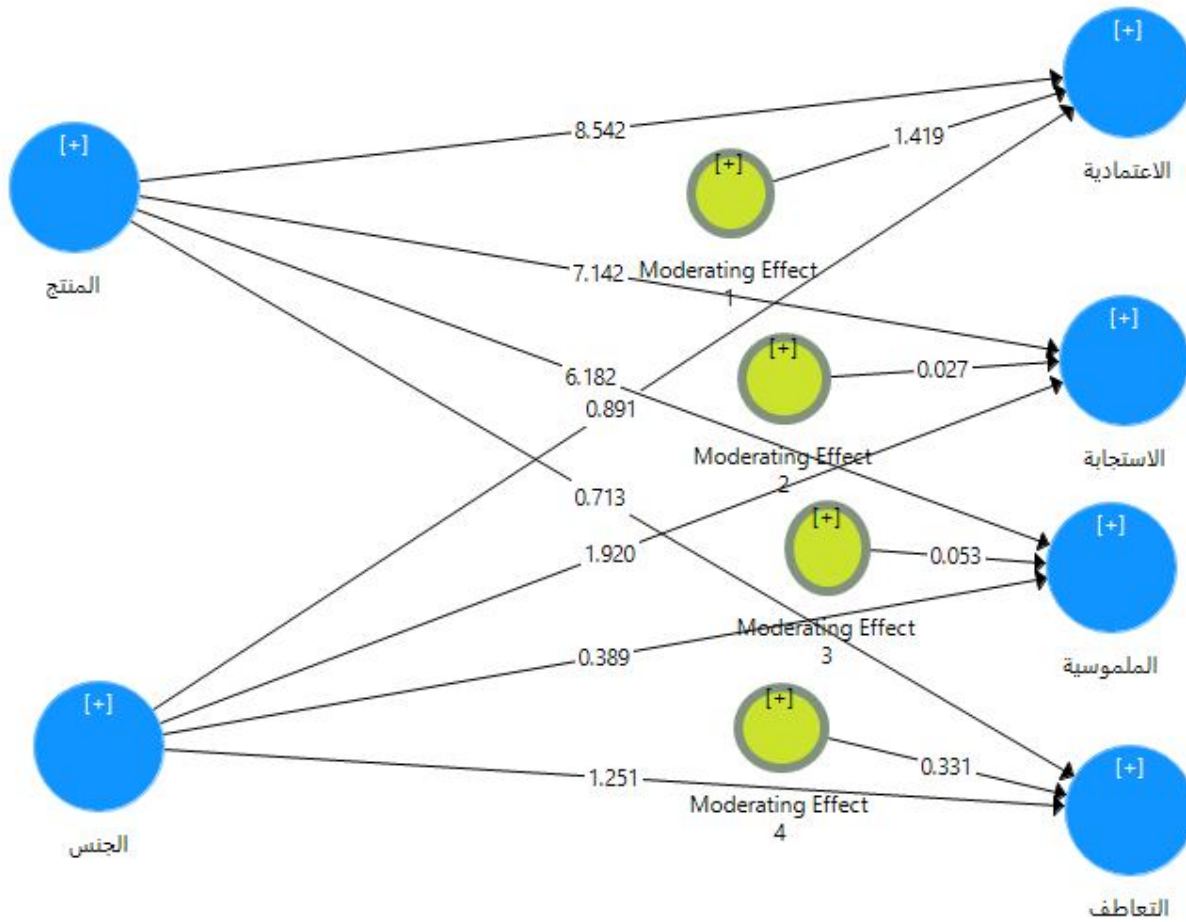 [+]
الاعتمادية
[+]
المنتج
8.542
1.419
[+]
Moderating Effect
1
7.142
[+]
الاستجابة
[+]
0.027
6.182
0.891
Moderating Effect
2
0.713
[+]
الملموسية
[+]
0.053
1.920
Moderating Effect
3
0.389
[+]
الجنس
[+]
0.331
1.251
Moderating Effect
4
[+]
التعاطف